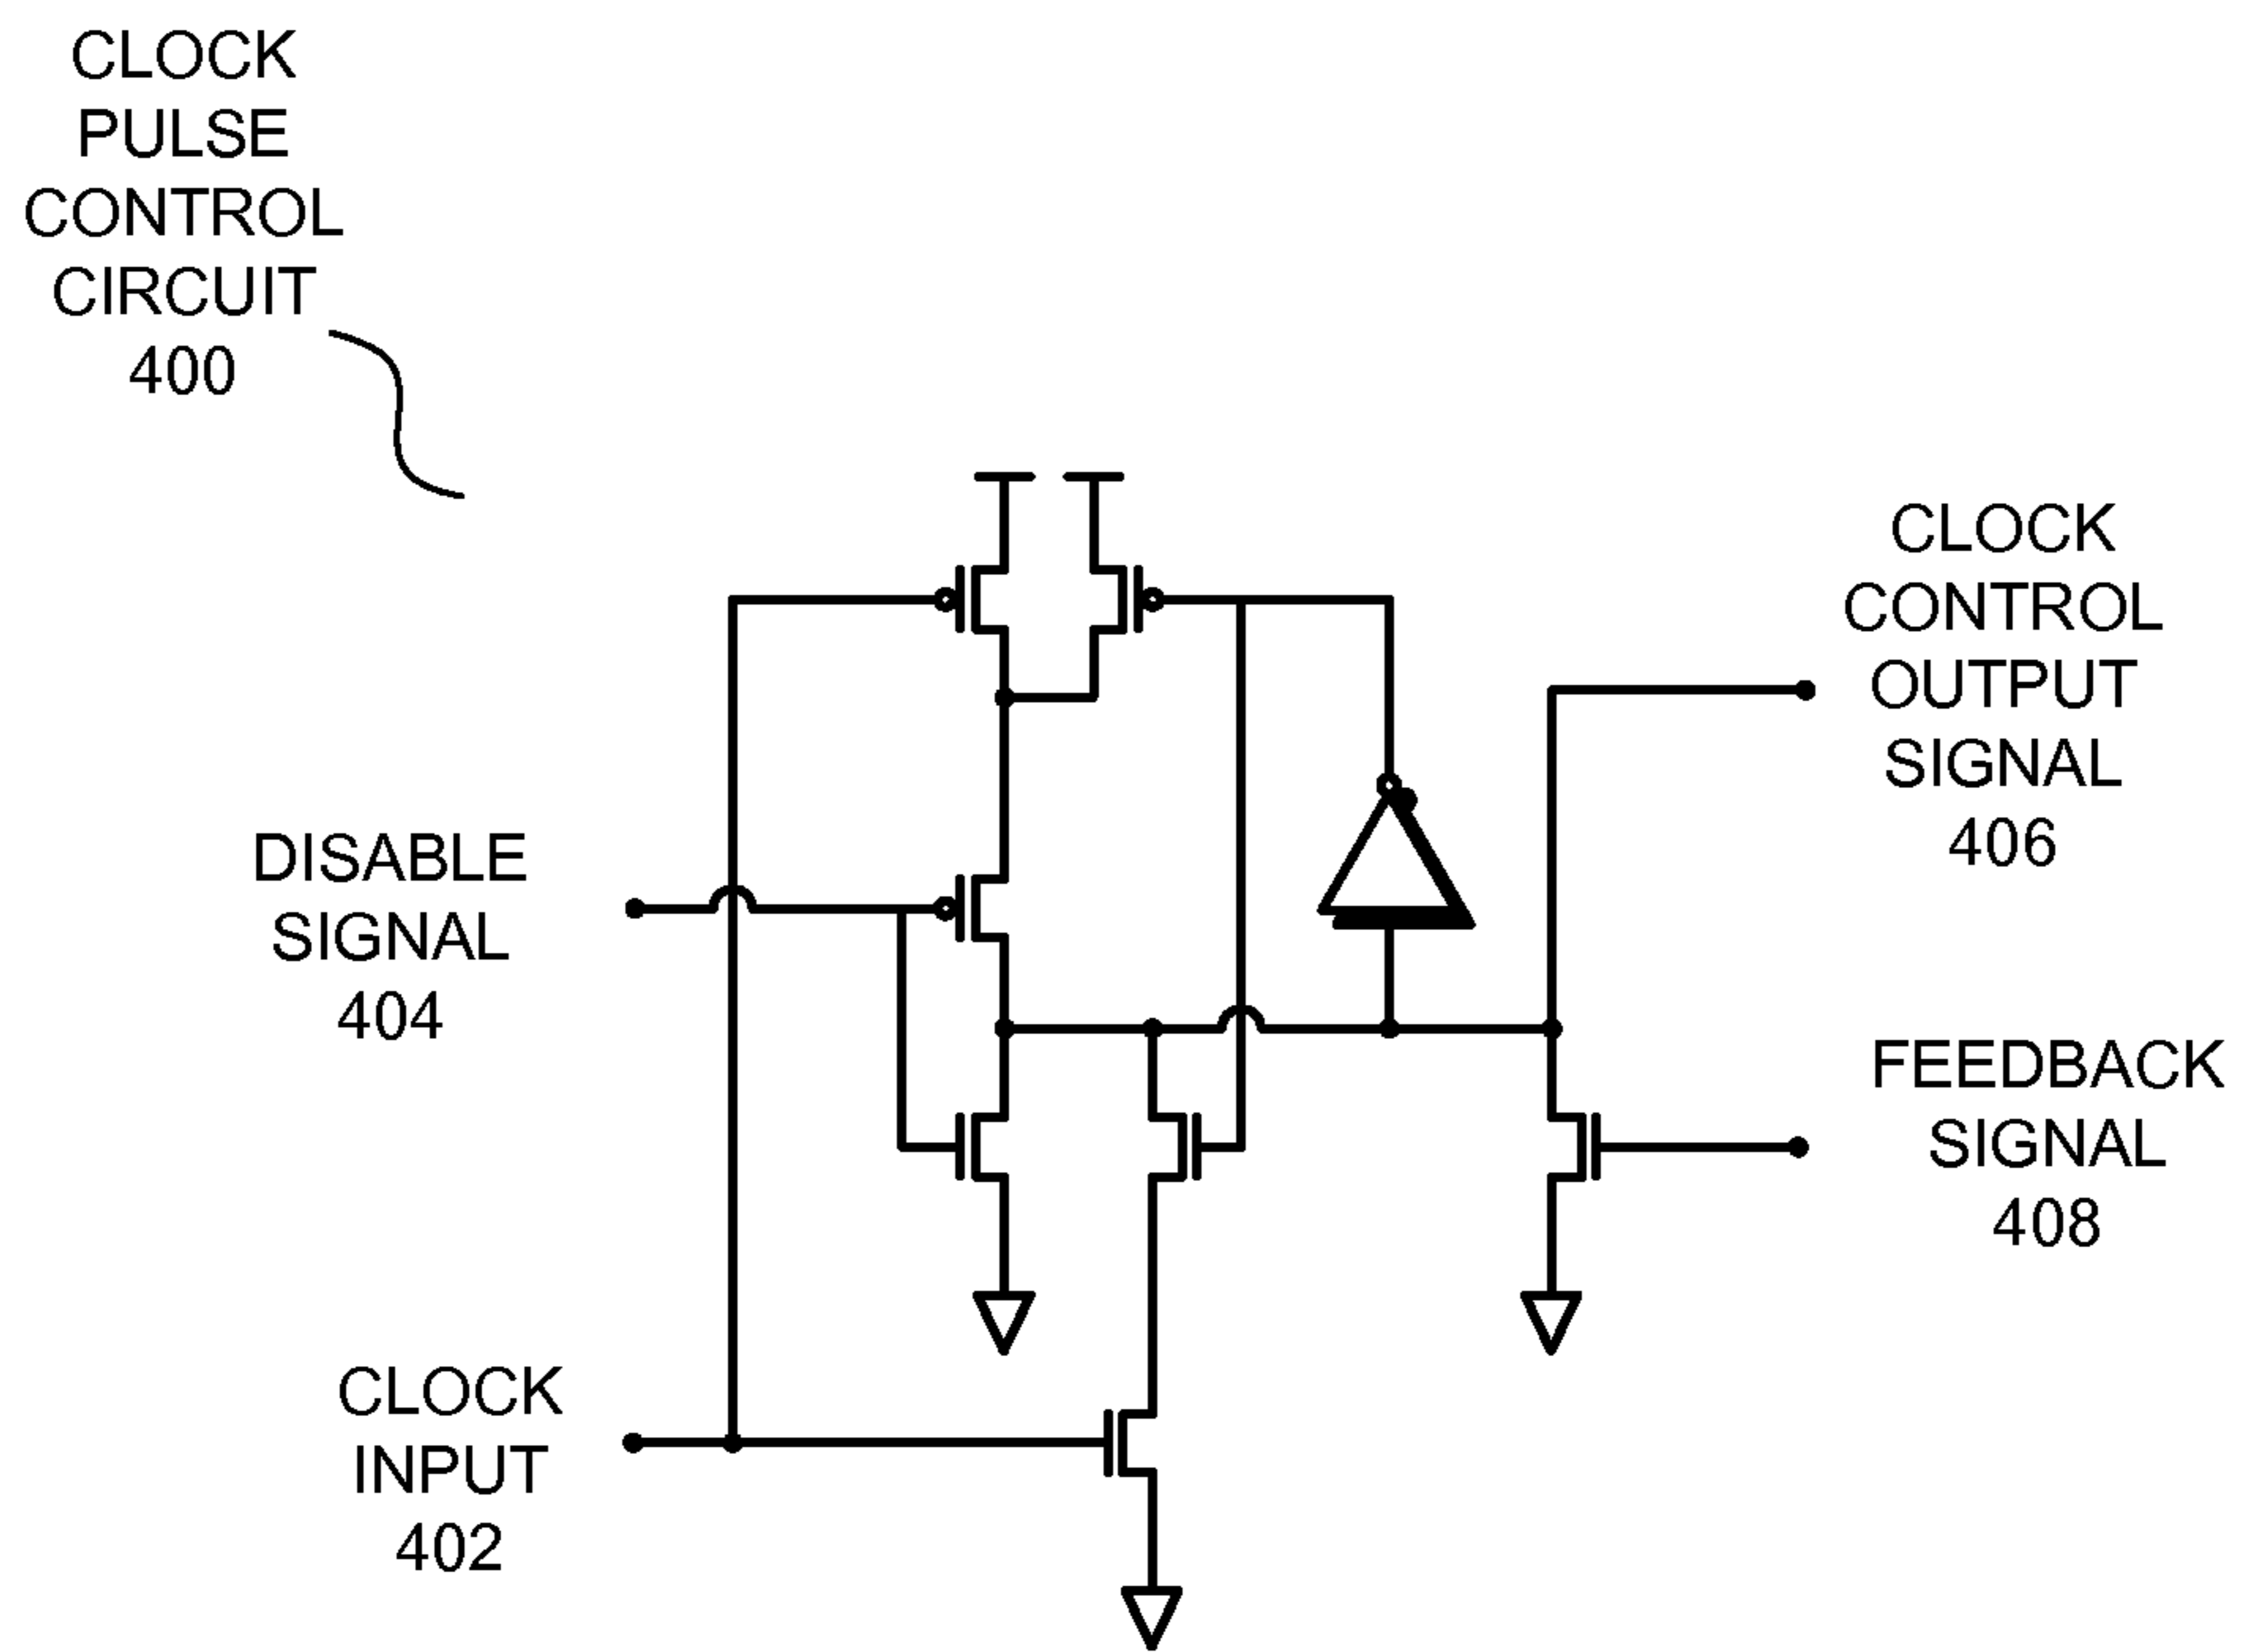 CLOCK
PULSE
CONTROL
CIRCUIT
400
CLOCK
CONTROL
OUTPUT
SIGNAL
406
DISABLE
SIGNAL
404
FEEDBACK
SIGNAL
408
CLOCK
INPUT
402